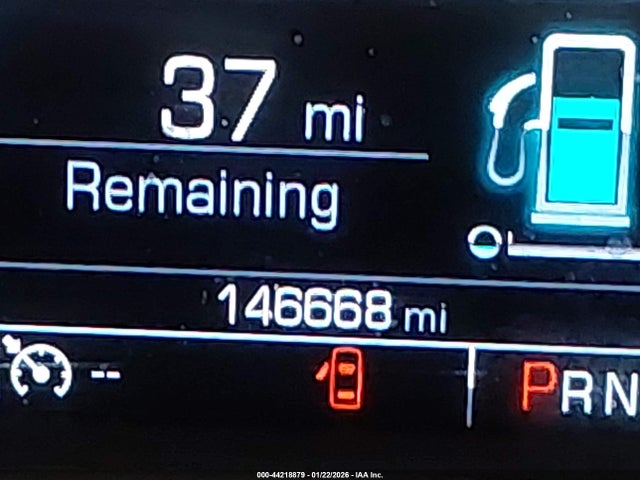 37 mi
Remaining
146668 mi
--
PRN
000-44218879 - 01/22/2026 - IAA Inc.